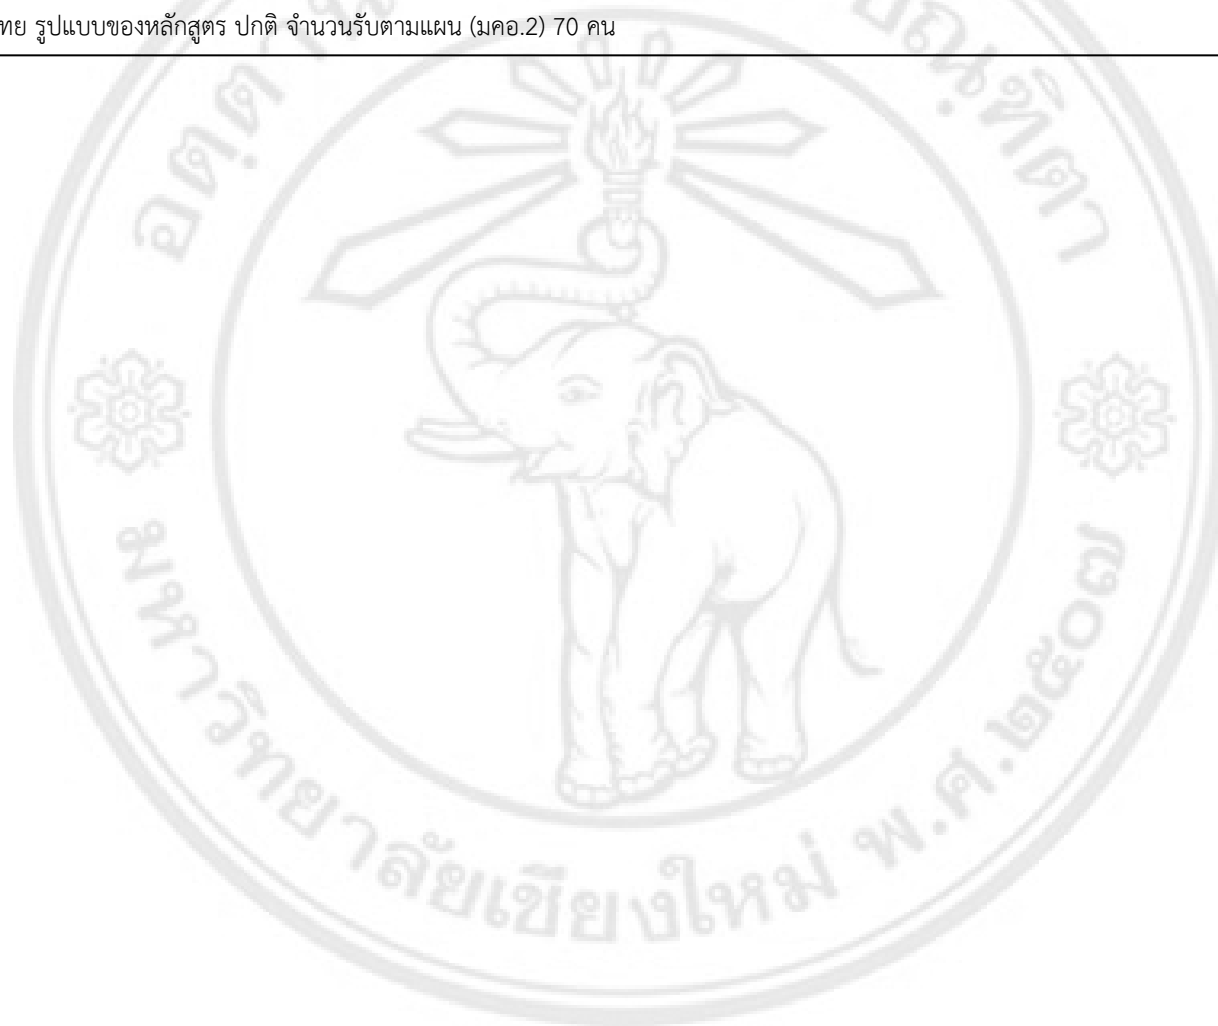 ทย รูปแบบของหลักสูตร ปกติ จำนวนรับตามแผน (มคอ.2) 70 คน
มหาวิทยาลัยเชียงใหม่ พ.ศ.๒๕๐๗